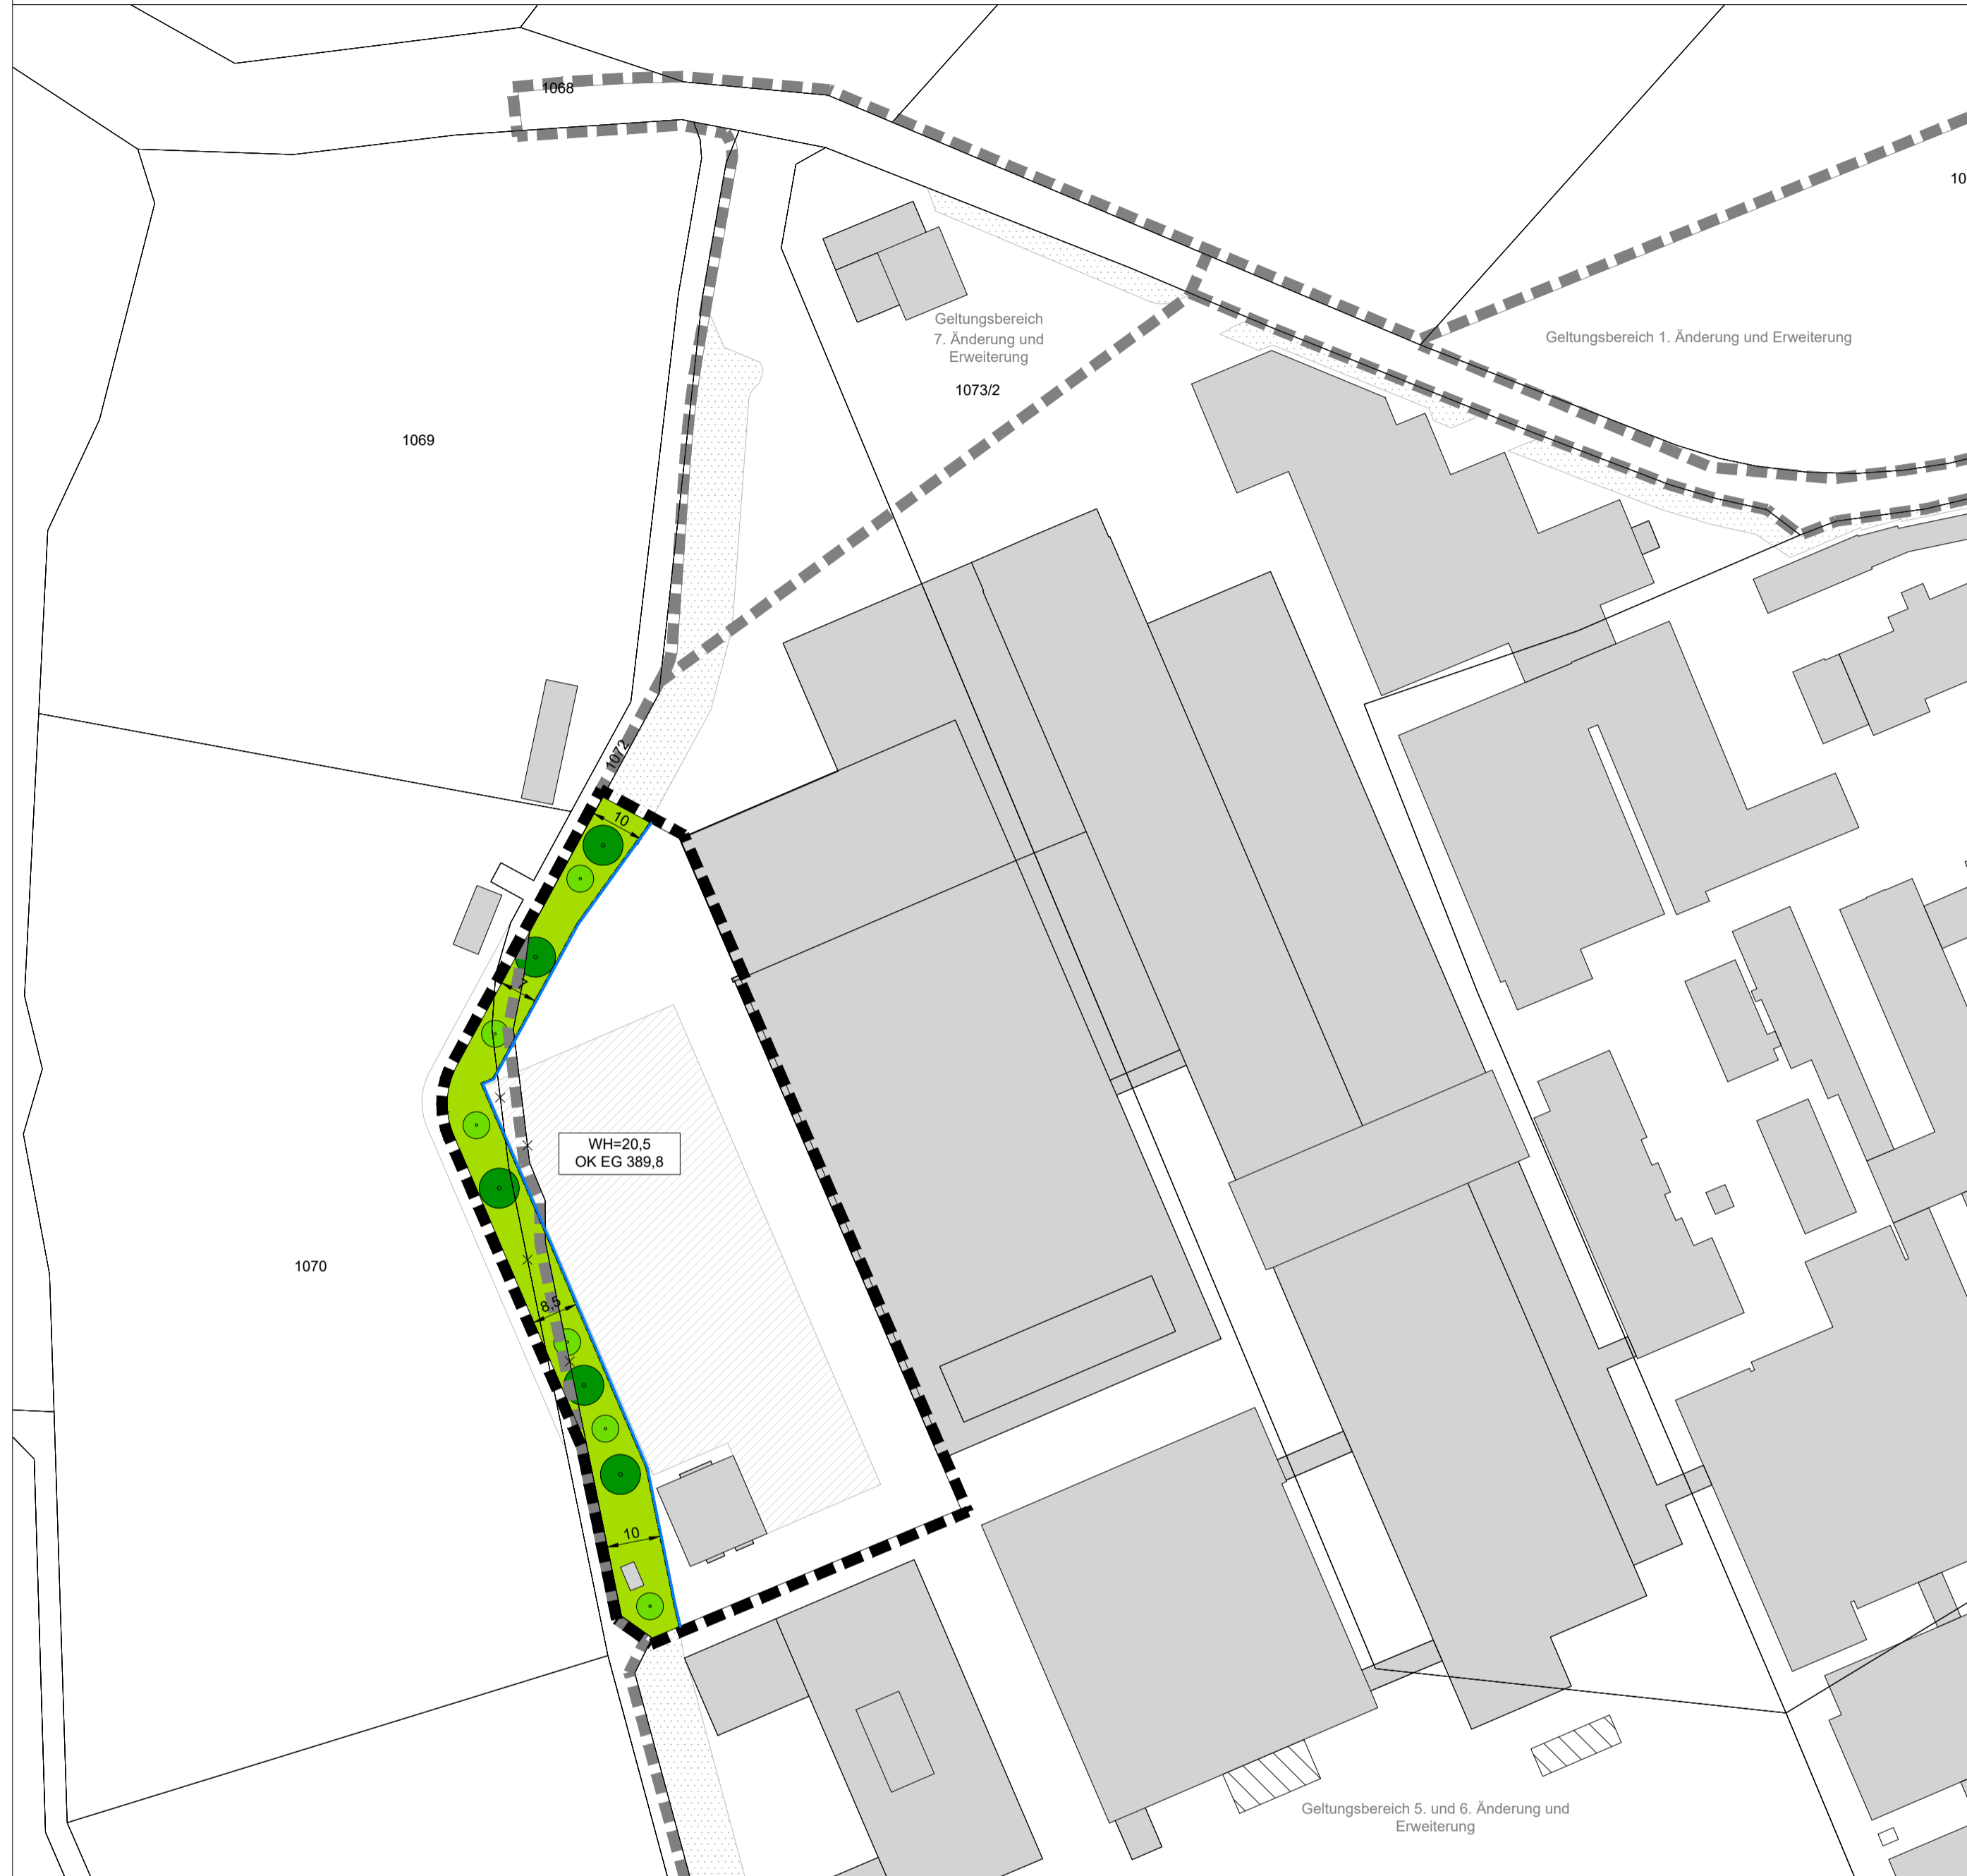 1068
10
Geltungsbereich
7. Änderung und
Erweiterung
Geltungsbereich 1. Änderung und Erweiterung
1073/2
1069
1072
10
WH=20,5
OK EG 389,8
1070
8,5
10
Geltungsbereich 5. und 6. Änderung und
Erweiterung